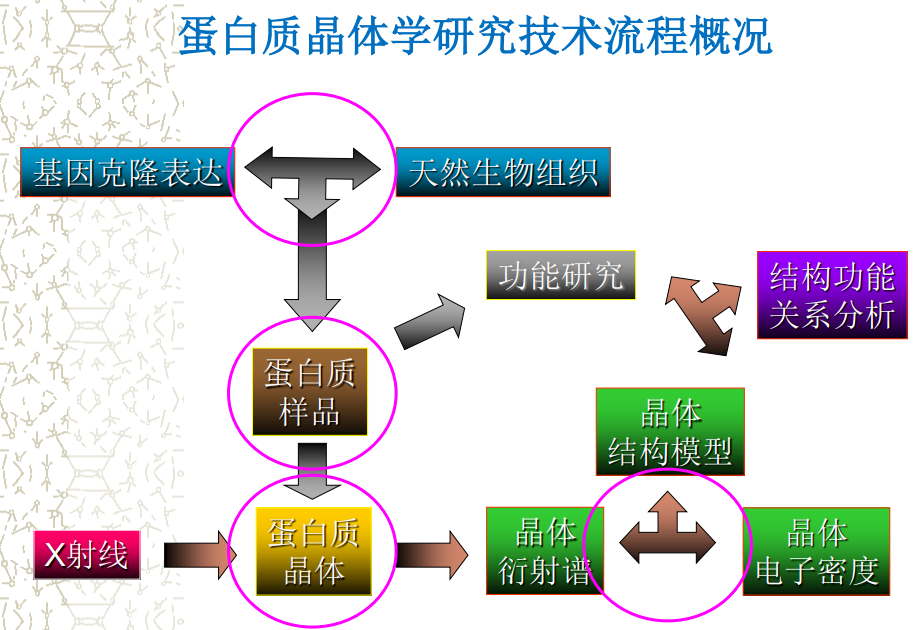 蛋白质晶体学研究技术流程概况
基因克隆表达
天然生物组织
功能研究
结构功能
关系分析
蛋白质
样品
晶体
结构模型
X射线
蛋白质
晶体
晶体
衍射谱
晶体
电子密度